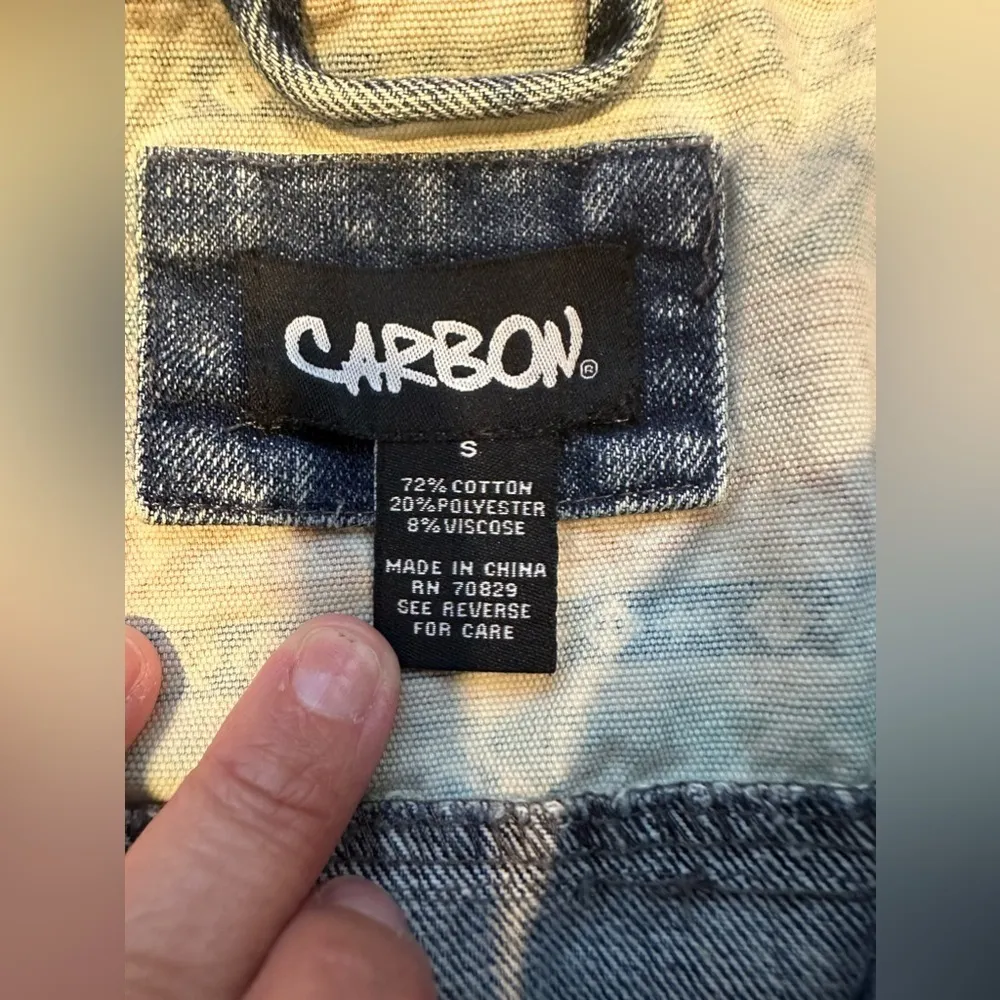 CARBON®
S
72% COTTON
20% POLYESTER
8% VISCOSE
MADE IN CHINA
RN 70829
SEE REVERSE
FOR CARE